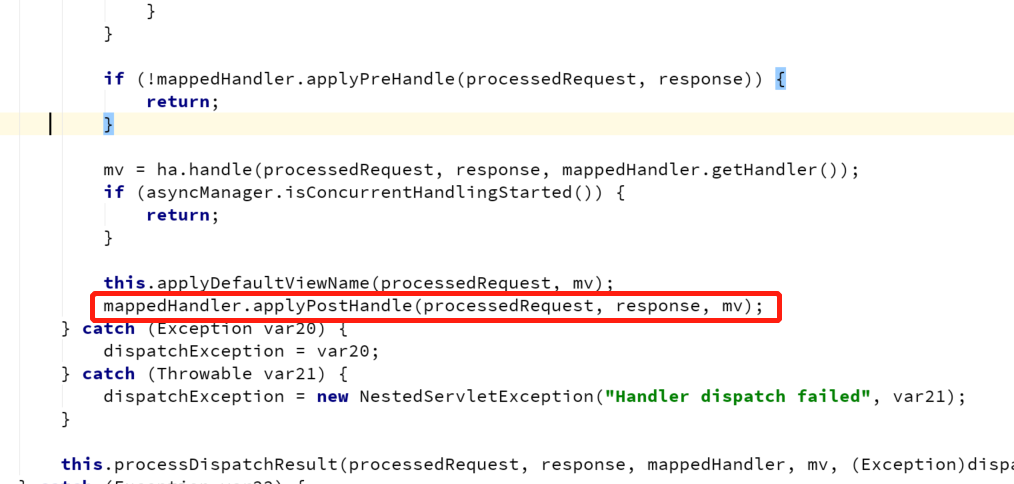 }
}
if (!mappedHandler.applyPreHandle(processedRequest, response)) {
return;
}
mv = ha.handle(processedRequest, response, mappedHandler.getHandler());
if (asyncManager.isConcurrentHandlingStarted()) {
return;
}
this.applyDefaultViewName(processedRequest, mv);
mappedHandler.applyPostHandle(processedRequest, response, mv);
} catch (Exception var20) {
dispatchException = var20;
} catch (Throwable var21) {
dispatchException = new NestedServletException("Handler dispatch failed", var21);
}
this.processDispatchResult(processedRequest, response, mappedHandler, mv, (Exception)dispa